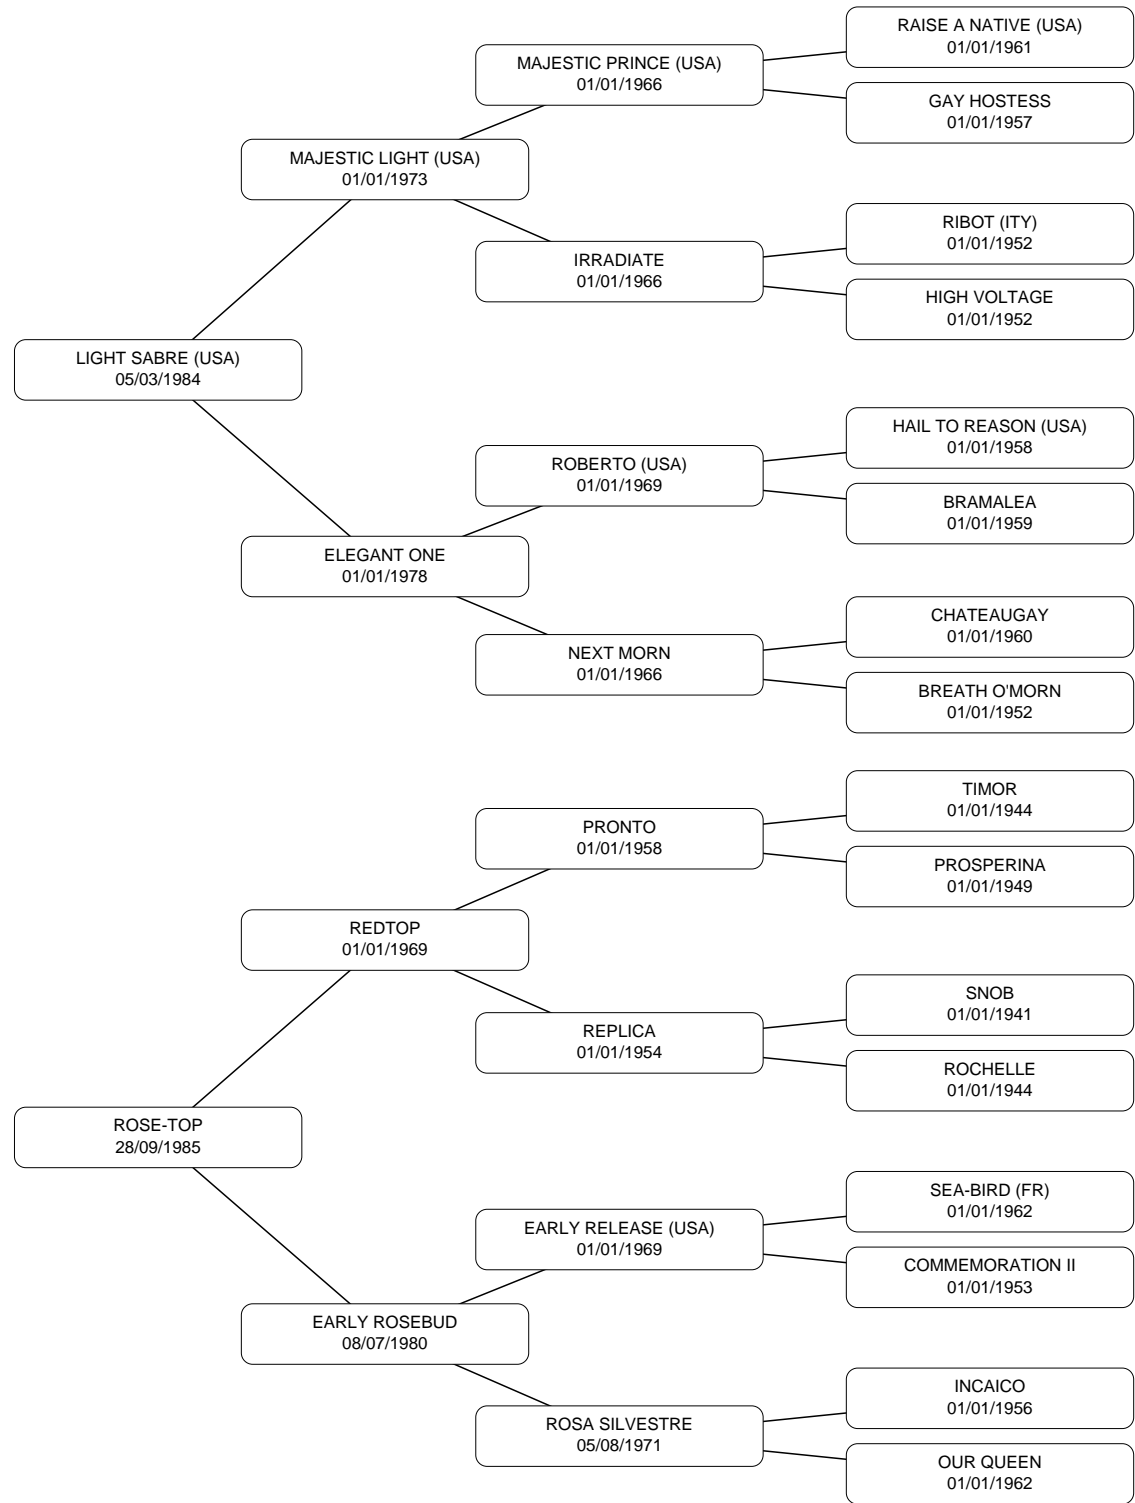 RAISE A NATIVE (USA)
01/01/1961
MAJESTIC PRINCE (USA)
01/01/1966
GAY HOSTESS
01/01/1957
MAJESTIC LIGHT (USA)
01/01/1973
RIBOT (ITY)
01/01/1952
IRRADIATE
01/01/1966
HIGH VOLTAGE
01/01/1952
LIGHT SABRE (USA)
05/03/1984
HAIL TO REASON (USA)
01/01/1958
ROBERTO (USA)
01/01/1969
BRAMALEA
01/01/1959
ELEGANT ONE
01/01/1978
CHATEAUGAY
01/01/1960
NEXT MORN
01/01/1966
BREATH O'MORN
01/01/1952
TIMOR
01/01/1944
PRONTO
01/01/1958
PROSPERINA
01/01/1949
REDTOP
01/01/1969
SNOB
01/01/1941
REPLICA
01/01/1954
ROCHELLE
01/01/1944
ROSE-TOP
28/09/1985
SEA-BIRD (FR)
01/01/1962
EARLY RELEASE (USA)
01/01/1969
COMMEMORATION II
01/01/1953
EARLY ROSEBUD
08/07/1980
INCAICO
01/01/1956
ROSA SILVESTRE
05/08/1971
OUR QUEEN
01/01/1962